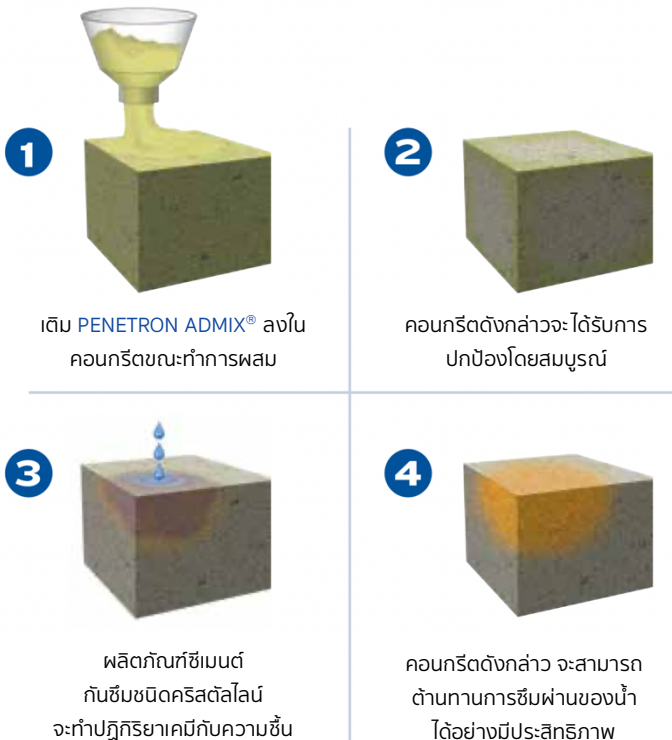 1
เติม PENETRON ADMIX® ลงใน
คอนกรีตขณะทำการผสม
2
คอนกรีตดังกล่าวจะได้รับการ
ปกป้องโดยสมบูรณ์
3
ผลิตภัณฑ์ซีเมนต์
กันซึมชนิดคริสตัลไลน์
จะทำปฏิกิริยาเคมีกับความชื้น
4
คอนกรีตดังกล่าว จะสามารถ
ต้านทานการซึมผ่านของน้ำ
ได้อย่างมีประสิทธิภาพ